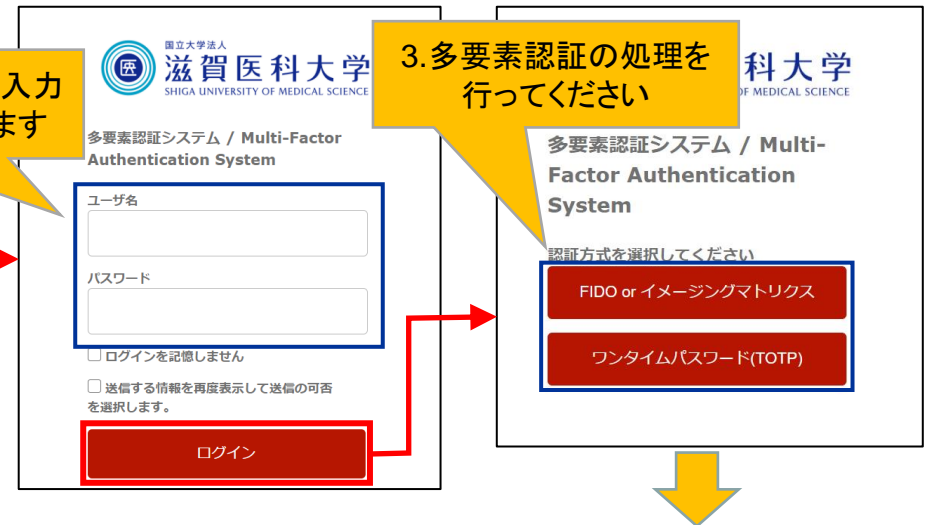 入力
ます
国立大学法人
滋賀医科大学
SHIGA UNIVERSITY OF MEDICAL SCIENCE
多要素認証システム / Multi-Factor
Authentication System
ユーザ名
パスワード
ログインを記憶しません
送信する情報を再度表示して送信の可否
を選択します。
ログイン
3.多要素認証の処理を
行ってください
科大学
OF MEDICAL SCIENCE
多要素認証システム / Multi-
Factor Authentication
System
認証方式を選択してください
FIDO or イメージングマトリクス
ワンタイムパスワード(TOTP)